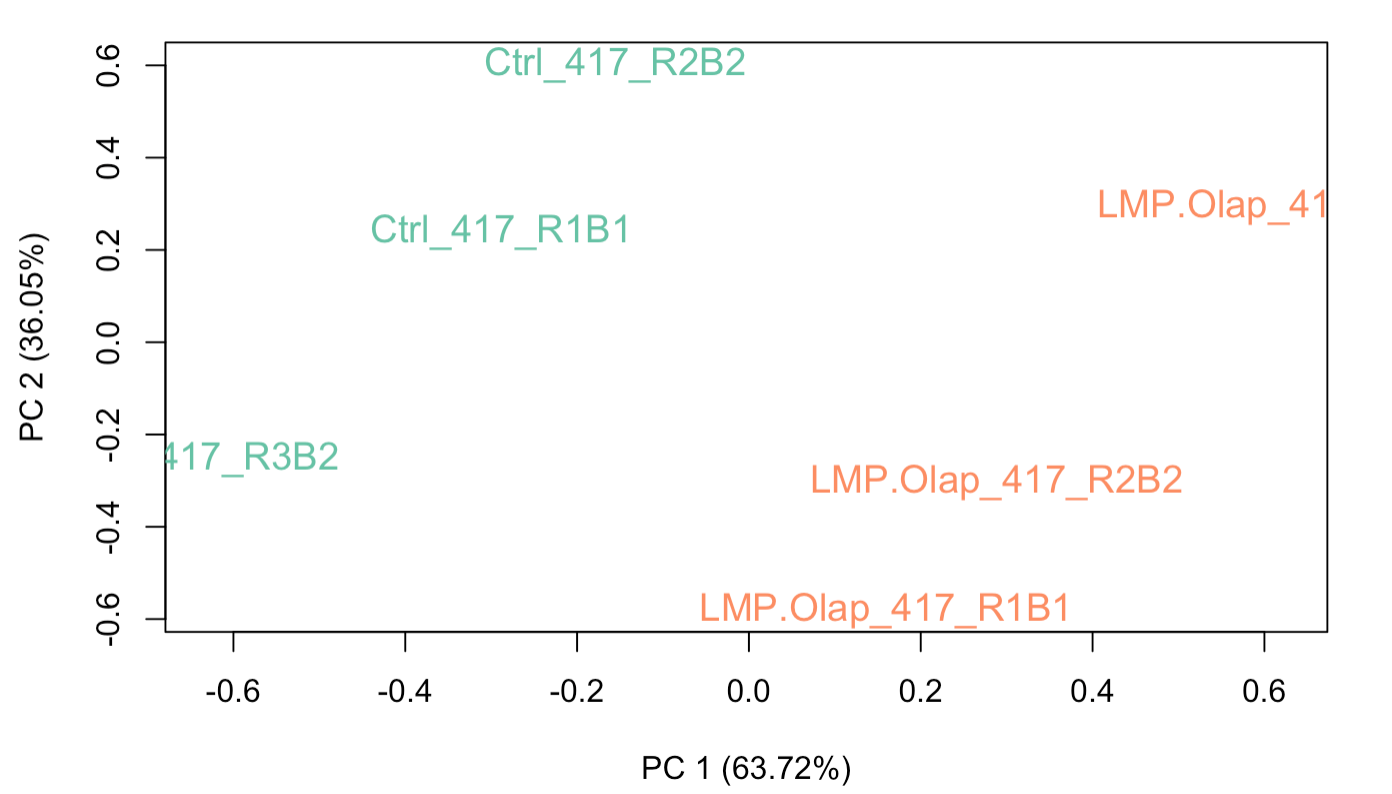 0.6
0.4
0.2
0.0
-0.2
-0.4
-0.6
PC 2 (36.05%)
Ctrl_417_R2B2
LMP.Olap_41
Ctrl_417_R1B1
417_R3B2
LMP.Olap_417_R2B2
LMP.Olap_417_R1B1
-0.6 -0.4 -0.2 0.0 0.2 0.4 0.6
PC 1 (63.72%)